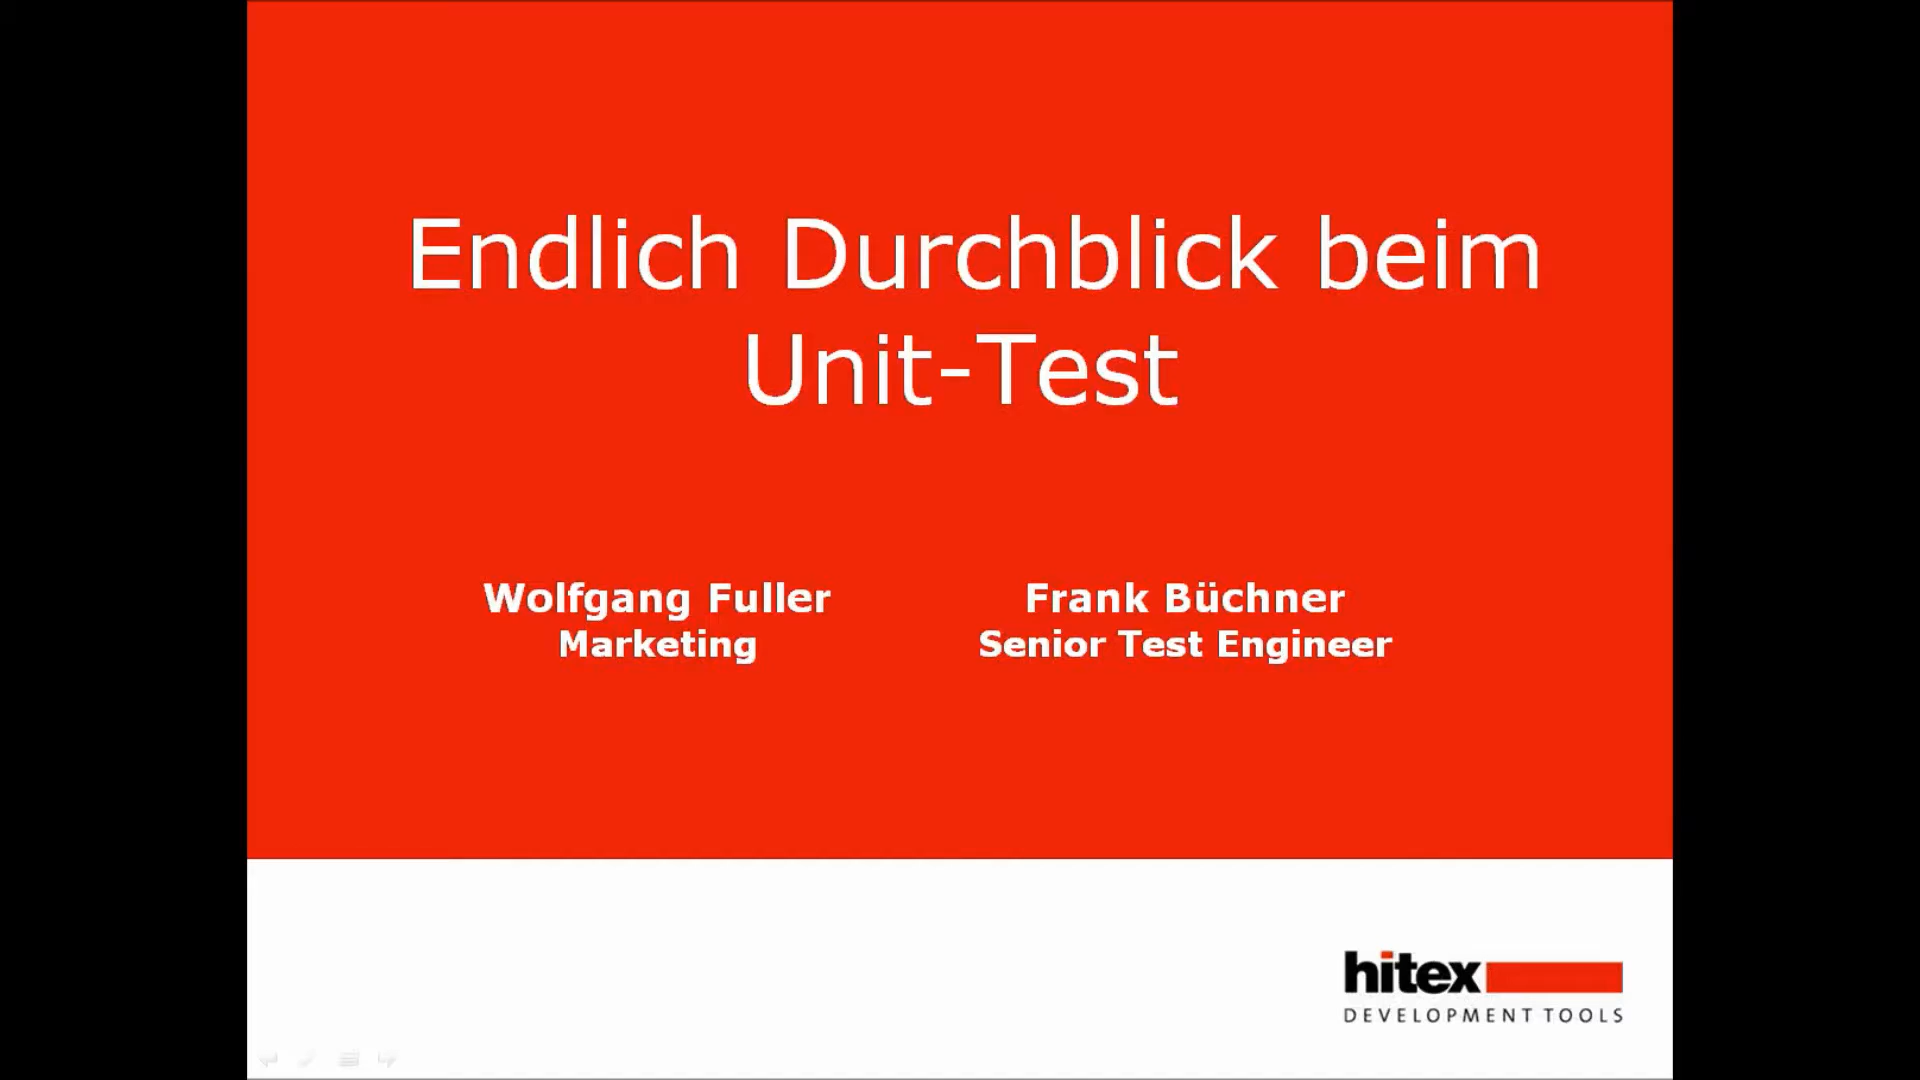 Endlich Durchblick beim
Unit-Test
Wolfgang Fuller
Marketing
Frank Büchner
Senior Test Engineer
hitex
DEVELOPMENT TOOLS